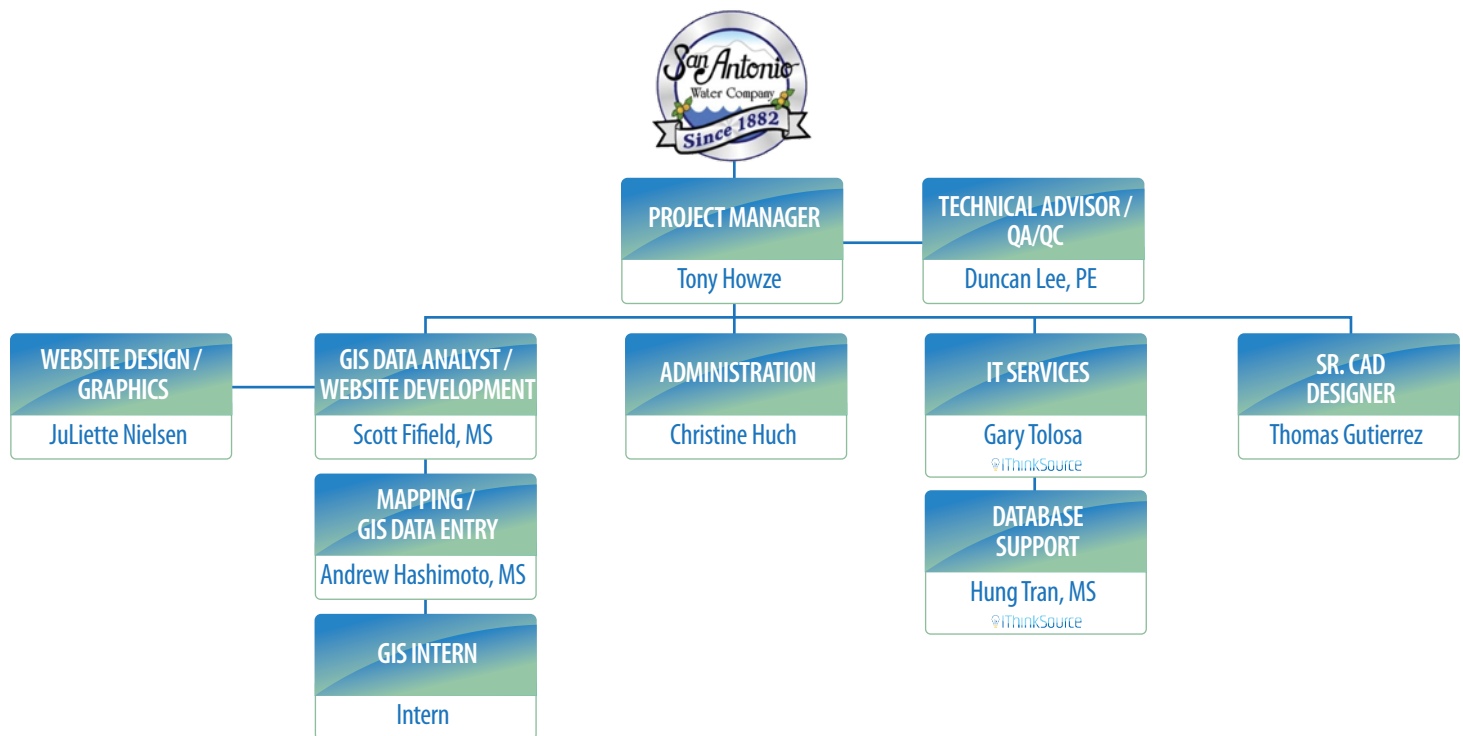 San Antonio
Water Company
Since 1882
PROJECT MANAGER
Tony Howze
TECHNICAL ADVISOR /
QA/QC
Duncan Lee, PE
WEBSITE DESIGN /
GRAPHICS
JuLiette Nielsen
GIS DATA ANALYST /
WEBSITE DEVELOPMENT
Scott Fifield, MS
ADMINISTRATION
Christine Huch
IT SERVICES
Gary Tolosa
iThinkSource
SR. CAD
DESIGNER
Thomas Gutierrez
MAPPING /
GIS DATA ENTRY
Andrew Hashimoto, MS
DATABASE
SUPPORT
Hung Tran, MS
iThinkSource
GIS INTERN
Intern